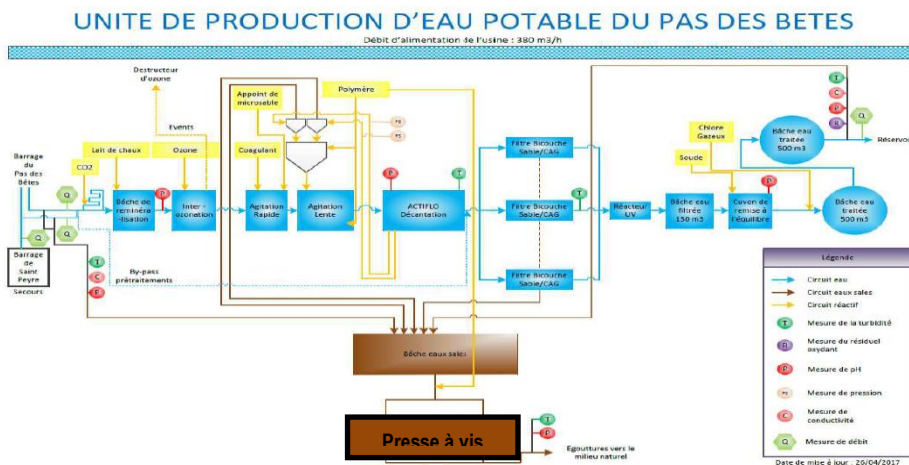 UNITE DE PRODUCTION D'EAU POTABLE DU PAS DES BETES
Débit d'alimentation de l'usine : 380 m3/h
Destructeur
d'ozone
Events
Appoint de
microsable
Polymère
Lait de chaux
Ozone
Coagulant
CO2
Barrage du
Pas des
Bêtes
Q
Q
Barrage
de Saint
Peyre
Secours
Bâche de
reminéra
-lisation
P
Inter -
ozonation
Agitation
Rapide
Agitation
Lente
P
T
ACTIFLO
Décantation
Filtre Bicouche
Sable/CAG
Filtre Bicouche
Sable/CAG
Filtre Bicouche
Sable/CAG
T
Réacteur
UV
Bâche eau
filtrée
130 m3
Soude
Chlore
Gazeux
P
Cuvon de
remise à
l'équilibre
Bâche eau
traitée
500 m3
Bâche eau
traitée
500 m3
T
C
P
R
Q
Réservoi
T
C
P
By-pass
prétraitements
Bâche eaux sales
Presse à vis
T
P
Egouttures vers le
milieu naturel
Légende
Circuit eau
Circuit eaux sales
Circuit réactif
T Mesure de la turbidité
R Mesure du résiduel
oxydant
P Mesure de pH
PS Mesure de pression
C Mesure de
conductivité
Q Mesure de débit
Date de mise à jour : 26/04/2017